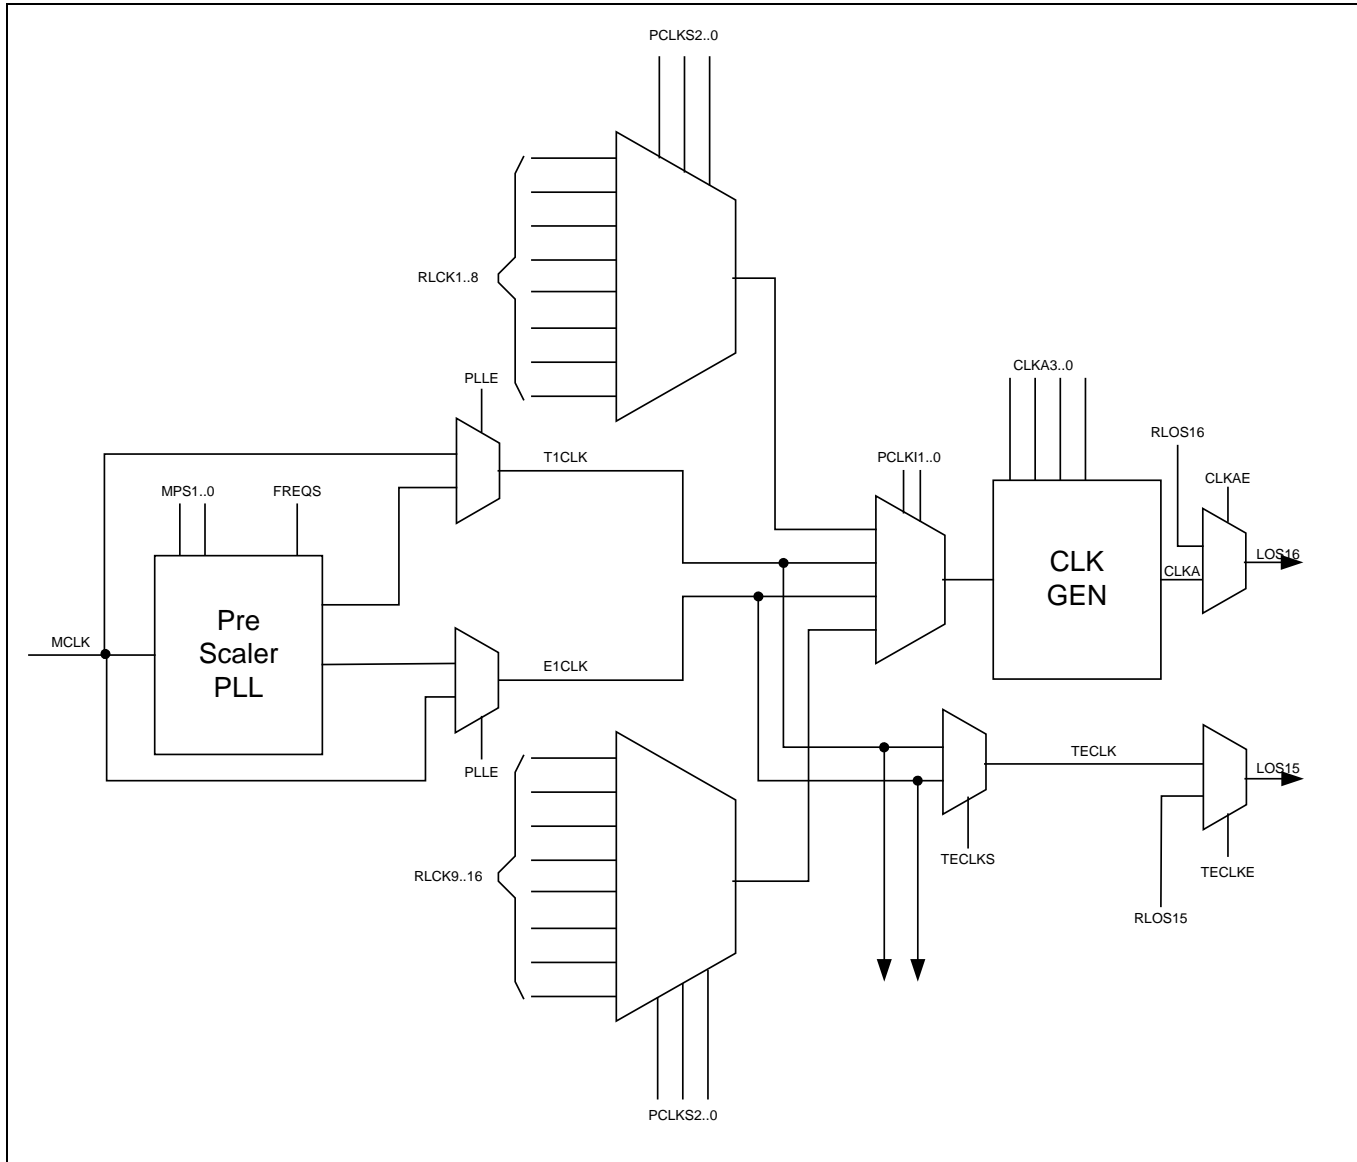 PCLKS2..0
RLCK1..8
PLLE
CLKA3..0
T1CLK
RLOS16
PCLKI1..0
CLKAE
MPS1..0
FREQS
LOS16
CLK
GEN
CLKA
Pre
Scaler
PLL
MCLK
E1CLK
TECLK
LOS15
PLLE
TECLKS
TECLKE
RLCK9..16
RLOS15
PCLKS2..0